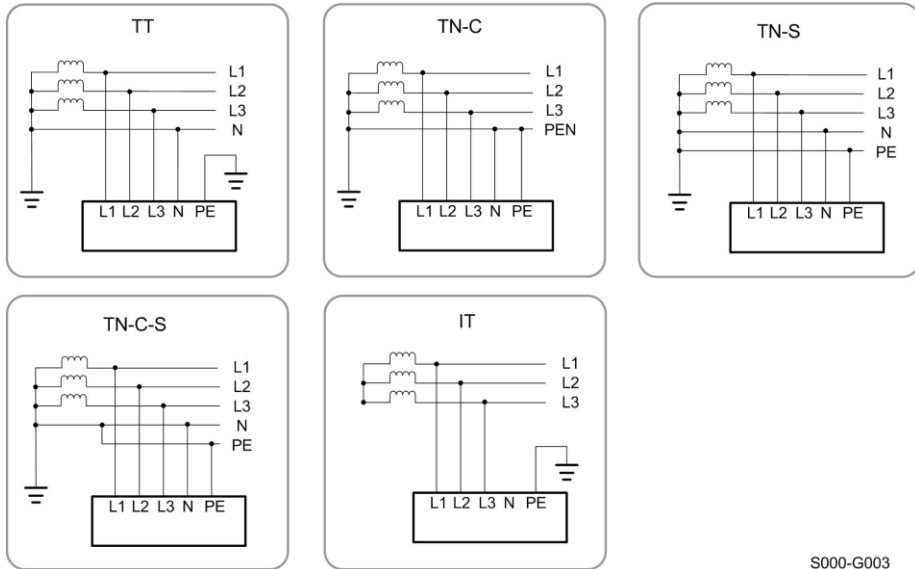 TT
L1
L2
L3
N
L1 L2 L3 N PE
TN-C
L1
L2
L3
PEN
L1 L2 L3 N PE
TN-S
L1
L2
L3
N
PE
L1 L2 L3 N PE
TN-C-S
L1
L2
L3
N
PE
L1 L2 L3 N PE
IT
L1
L2
L3
L1 L2 L3 N PE
S000-G003